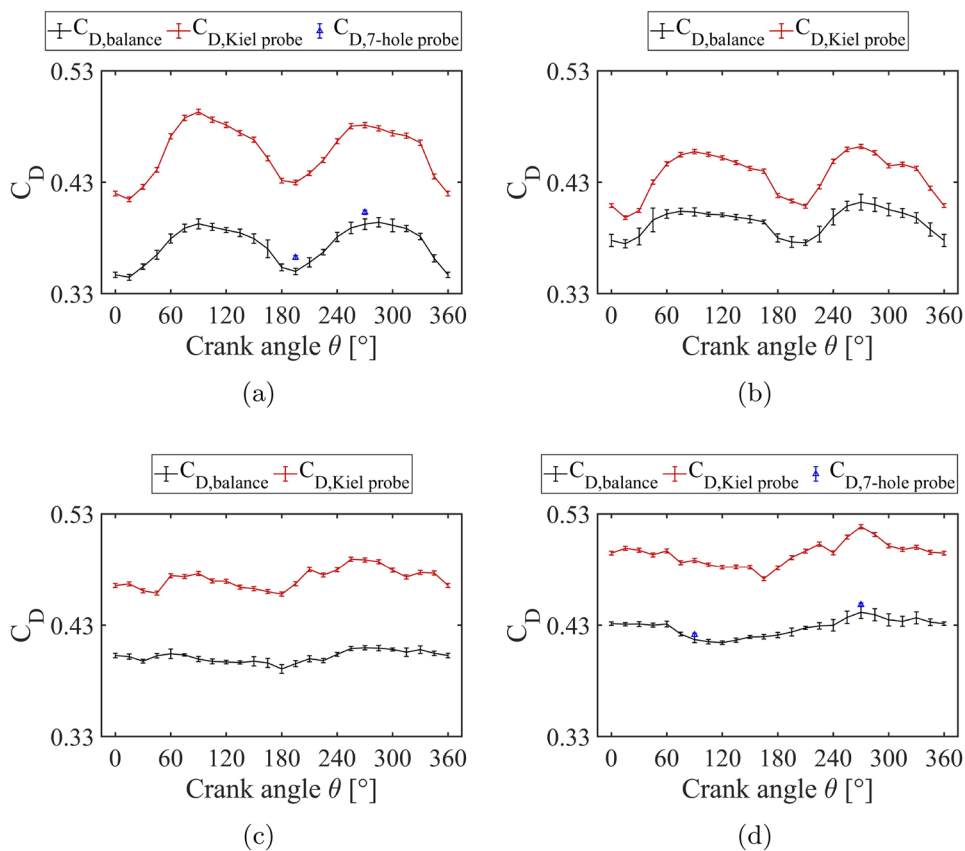 C_D,balance C_D,Kiel probe C_D,7-hole probe
0.53
0.43
0.33
C_D
0 60 120 180 240 300 360
Crank angle θ [°]
(a)
C_D,balance C_D,Kiel probe
0.53
0.43
0.33
C_D
0 60 120 180 240 300 360
Crank angle θ [°]
(b)
C_D,balance C_D,Kiel probe
0.53
0.43
0.33
C_D
0 60 120 180 240 300 360
Crank angle θ [°]
(c)
C_D,balance C_D,Kiel probe C_D,7-hole probe
0.53
0.43
0.33
C_D
0 60 120 180 240 300 360
Crank angle θ [°]
(d)